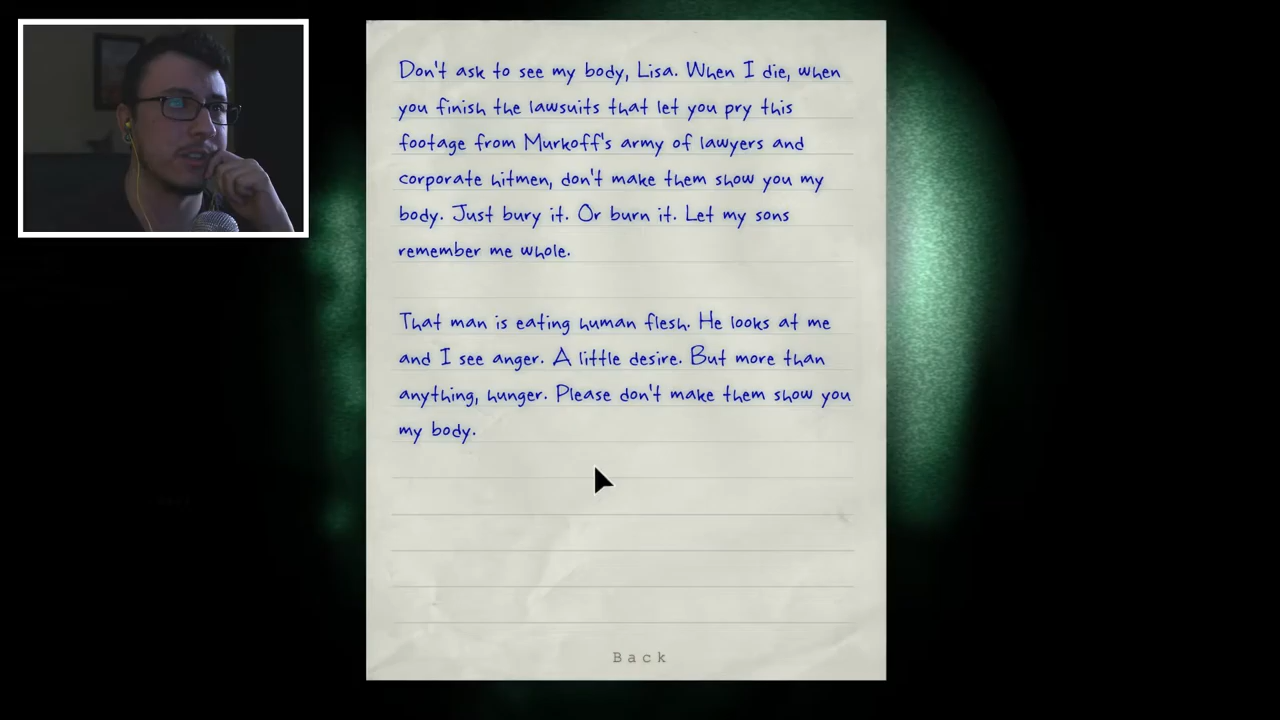 Don't ask to see my body, Lisa. When I die, when
you finish the lawsuits that let you pry this
footage from Murkoff's army of lawyers and
corporate hitmen, don't make them show you my
body. Just bury it. Or burn it. Let my sons
remember me whole.
That man is eating human flesh. He looks at me
and I see anger. A little desire. But more than
anything, hunger. Please don't make them show you
my body.
Back